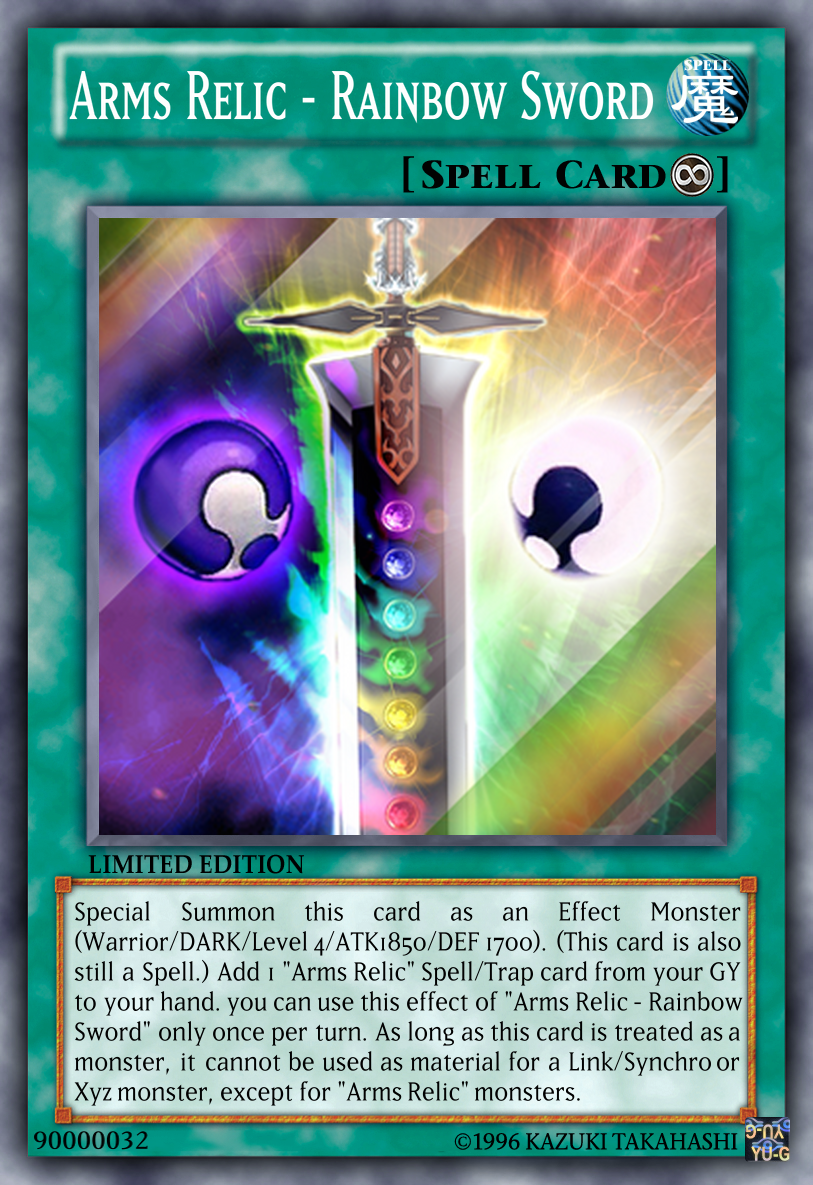 Arms Relic - Rainbow Sword
SPELL
魔
[Spell Card∞]
LIMITED EDITION
Special Summon this card as an Effect Monster
(Warrior/DARK/Level 4/ATK1850/DEF 1700). (This card is also
still a Spell.) Add 1 "Arms Relic" Spell/Trap card from your GY
to your hand. you can use this effect of "Arms Relic - Rainbow
Sword" only once per turn. As long as this card is treated as a
monster, it cannot be used as material for a Link/Synchro or
Xyz monster, except for "Arms Relic" monsters.
90000032
©1996 KAZUKI TAKAHASHI
YU-G
YU-G